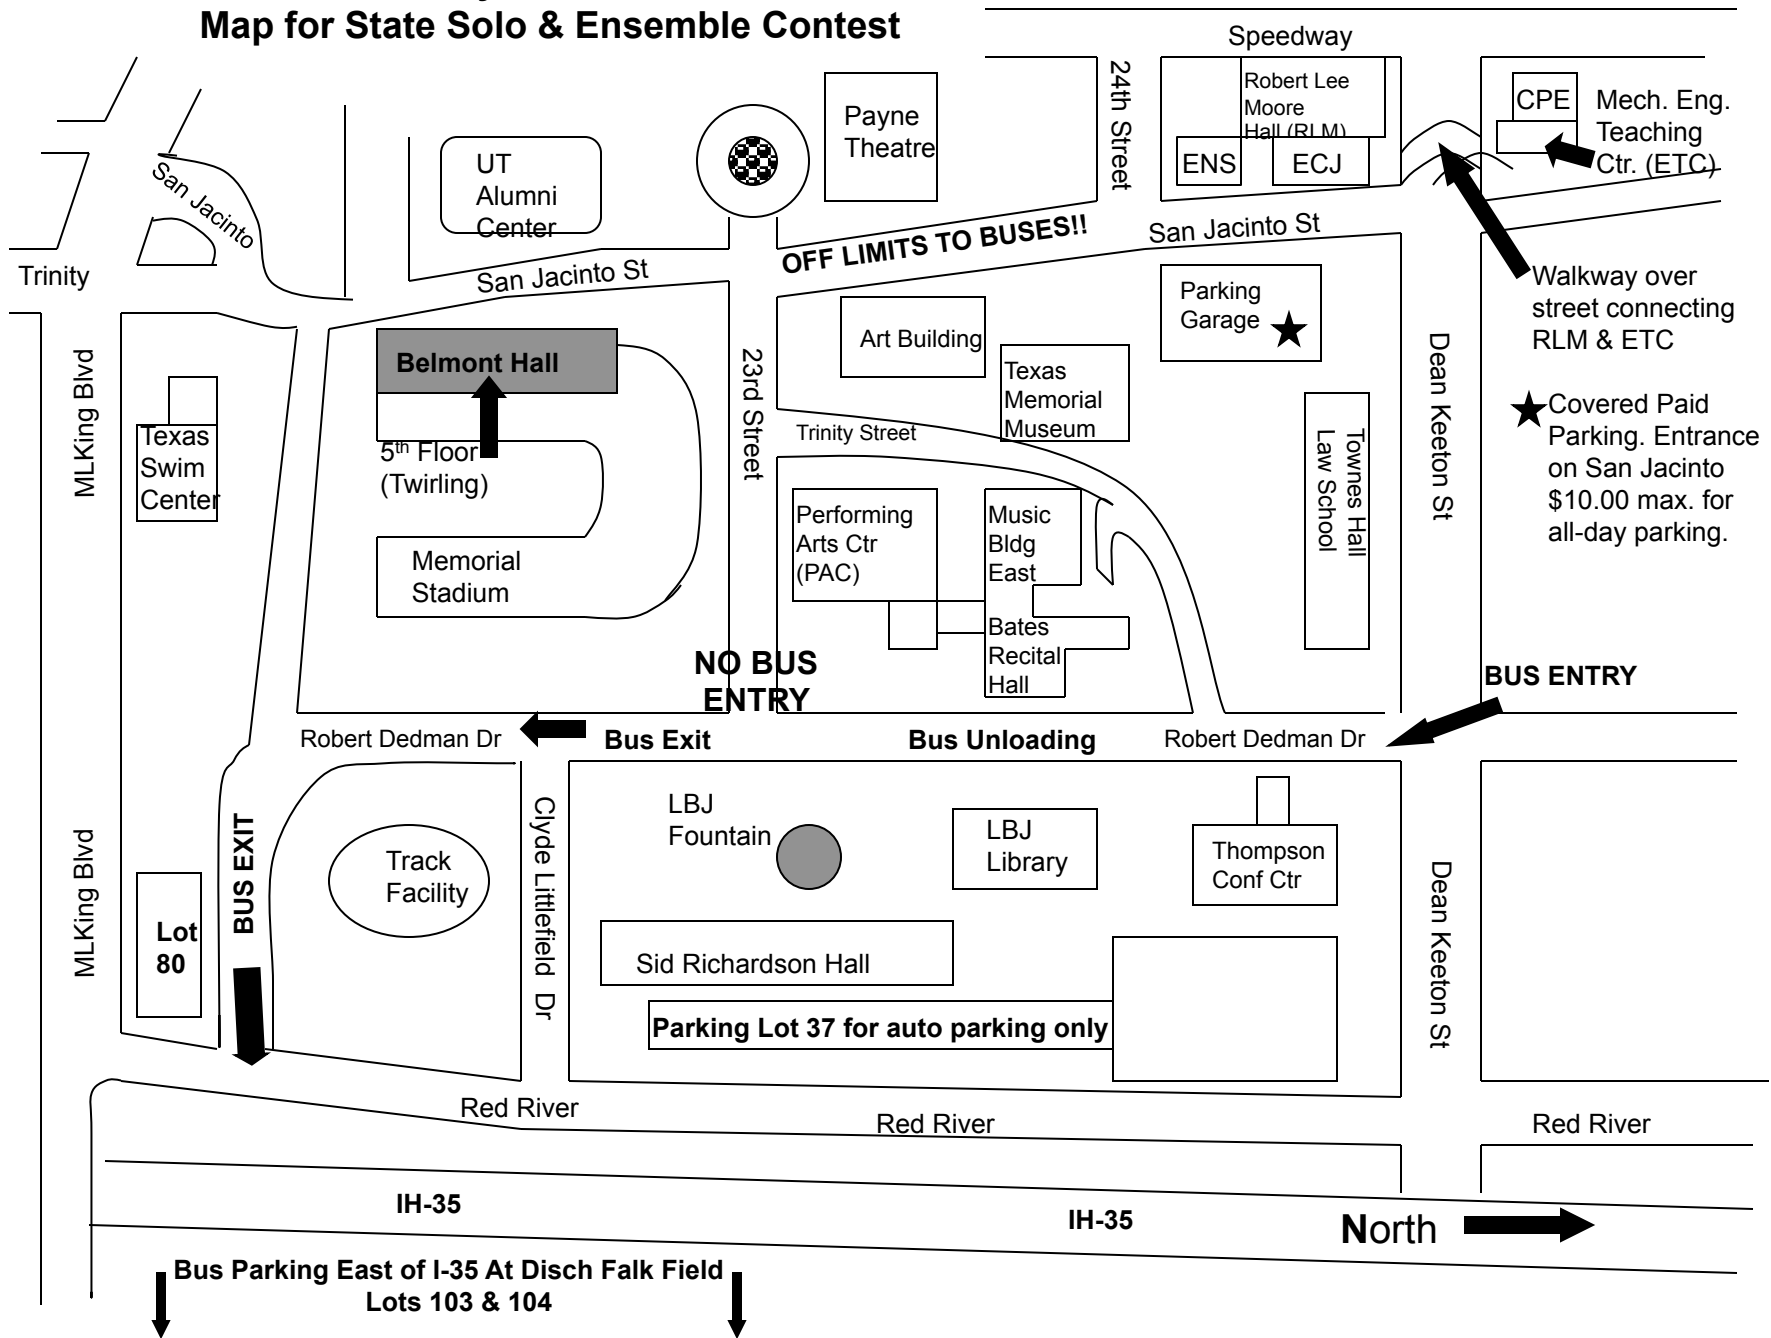 Map for State Solo & Ensemble Contest
Speedway
24th Street
Robert Lee
Moore
Hall (RLM)
CPE
Mech. Eng.
Teaching
Ctr. (ETC)
ENS
ECJ
Payne
Theatre
UT
Alumni
Center
San Jacinto
Trinity
San Jacinto St
OFF LIMITS TO BUSES!!
San Jacinto St
Walkway over
street connecting
RLM & ETC
Parking
Garage
Art Building
Belmont Hall
Texas
Memorial
Museum
23rd Street
MLKing Blvd
Dean Keeton St
Covered Paid
Parking. Entrance
on San Jacinto
$10.00 max. for
all-day parking.
Trinity Street
Townes Hall
Law School
Texas
Swim
Center
5th Floor
(Twirling)
Memorial
Stadium
Performing
Arts Ctr
(PAC)
Music
Bldg
East
Bates
Recital
Hall
NO BUS
ENTRY
BUS ENTRY
Robert Dedman Dr
Bus Exit
Bus Unloading
Robert Dedman Dr
MLKing Blvd
BUS EXIT
Lot
80
Track
Facility
Clyde Littlefield Dr
LBJ
Fountain
LBJ
Library
Thompson
Conf Ctr
Dean Keeton St
Sid Richardson Hall
Parking Lot 37 for auto parking only
Red River
Red River
Red River
IH-35
IH-35
North
Bus Parking East of I-35 At Disch Falk Field
Lots 103 & 104